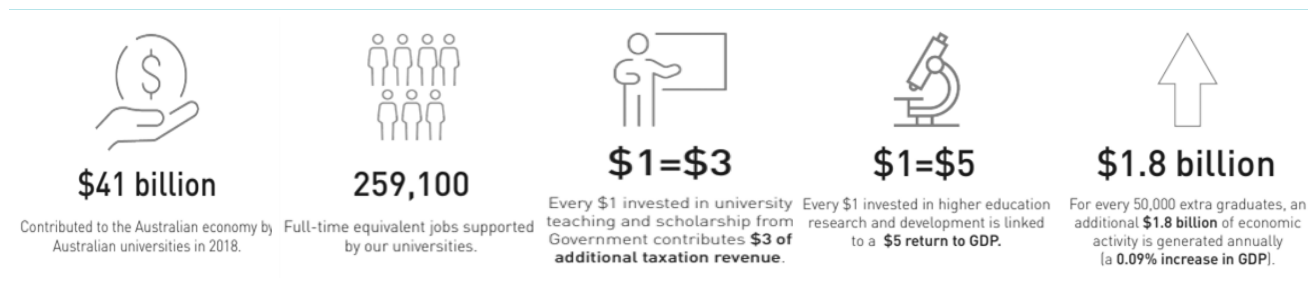 $
$41 billion
Contributed to the Australian economy by
Australian universities in 2018.
259,100
Full-time equivalent jobs supported
by our universities.
$1=$3
Every $1 invested in university
teaching and scholarship from
Government contributes $3 of
additional taxation revenue.
$1=$5
Every $1 invested in higher education
research and development is linked
to a $5 return to GDP.
$1.8 billion
For every 50,000 extra graduates, an
additional $1.8 billion of economic
activity is generated annually
(a 0.09% increase in GDP).